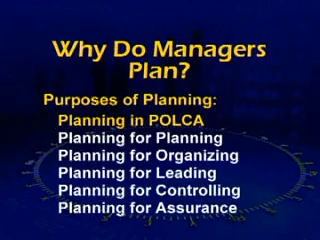 Why Do Managers
Plan?
Purposes of Planning:
Planning in POLCA
Planning for Planning
Planning for Organizing
Planning for Leading
Planning for Controlling
Planning for Assurance